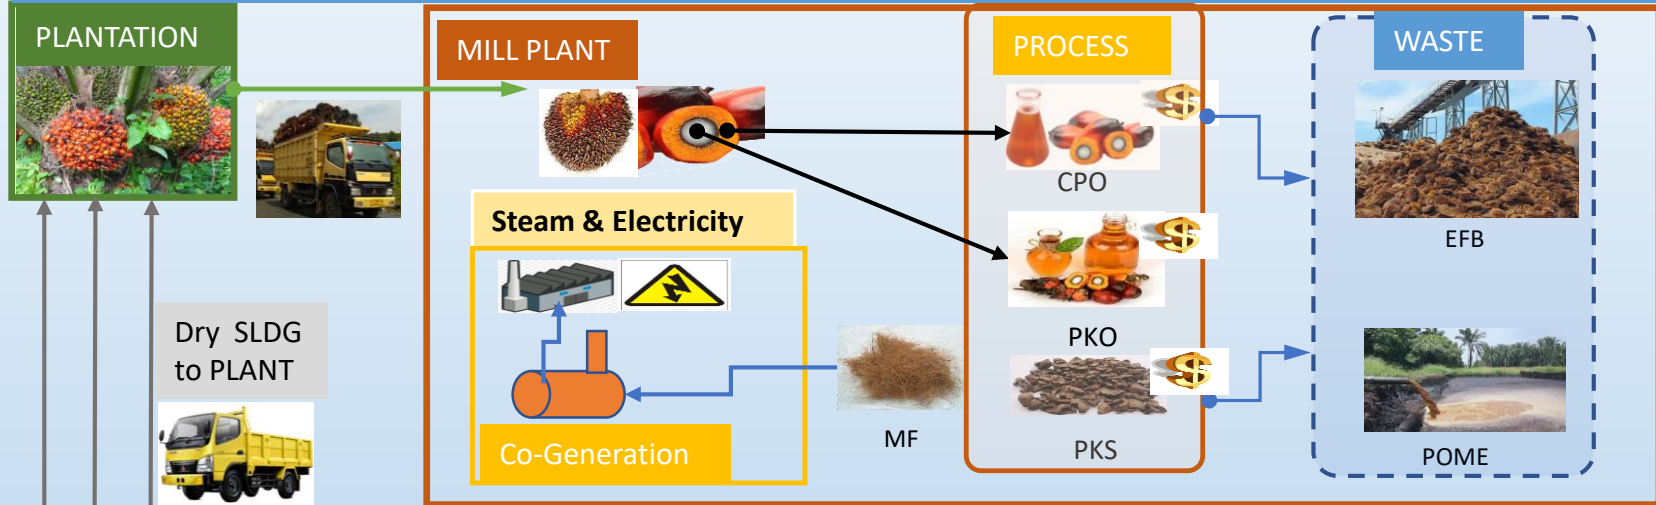 PLANTATION
MILL PLANT
PROCESS
WASTE
CPO
Steam & Electricity
EFB
Dry SLDG
to PLANT
PKO
MF
Co-Generation
PKS
POME